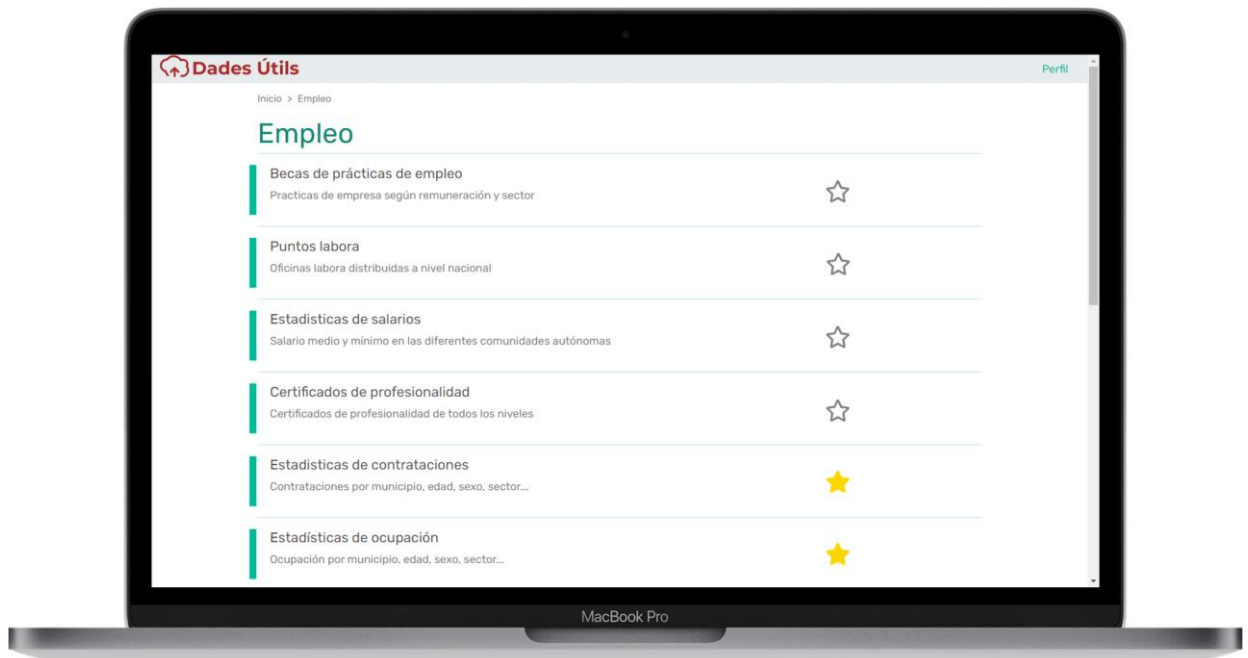 Dades Útils
Perfil
Inicio > Empleo
Empleo
Becas de prácticas de empleo
Practicas de empresa según remuneración y sector
Puntos labora
Oficinas labora distribuidas a nivel nacional
Estadisticas de salarios
Salario medio y mínimo en las diferentes comunidades autónomas
Certificados de profesionalidad
Certificados de profesionalidad de todos los niveles
Estadisticas de contrataciones
Contrataciones por municipio, edad, sexo, sector...
Estadísticas de ocupación
Ocupación por municipio, edad, sexo, sector...
MacBook Pro